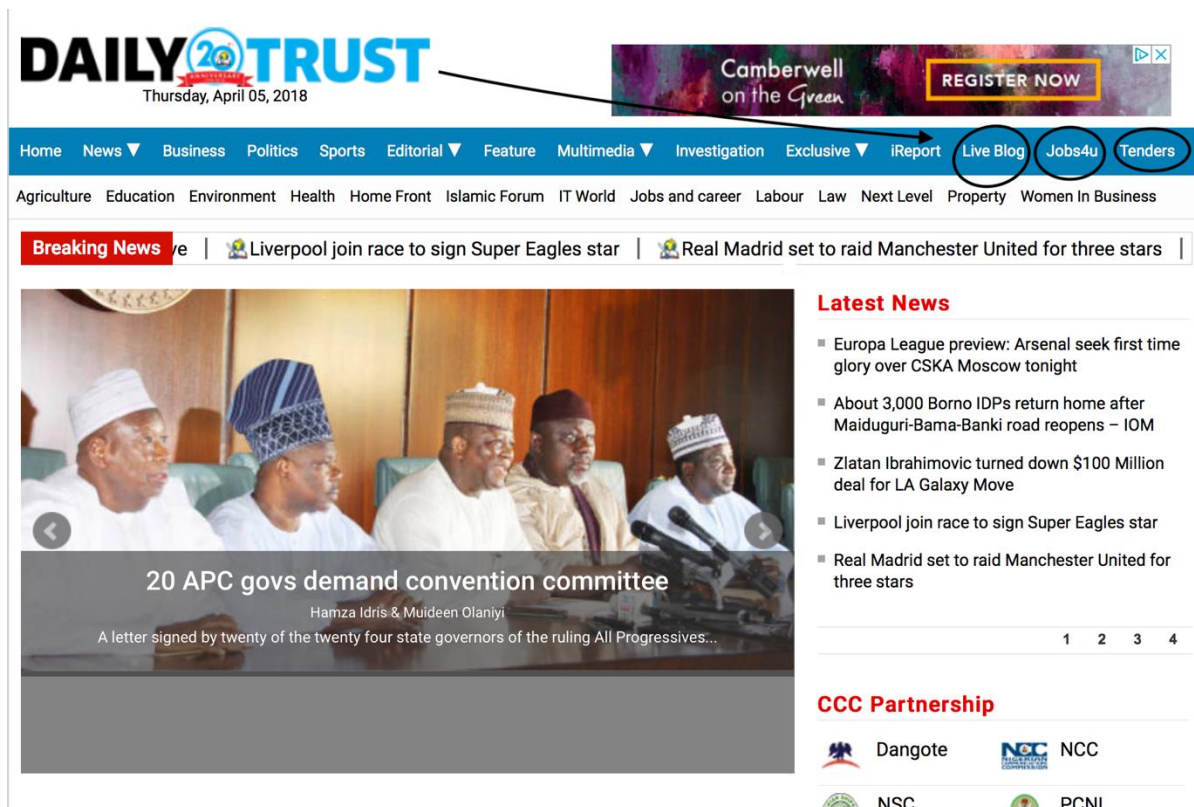 DAILY 20 TRUST
ANNIVERSARY
Thursday, April 05, 2018
Camberwell
on the Green
REGISTER NOW
Home News Business Politics Sports Editorial Feature Multimedia Investigation Exclusive iReport Live Blog Jobs4u Tenders
Agriculture Education Environment Health Home Front Islamic Forum IT World Jobs and career Labour Law Next Level Property Women In Business
Breaking News ve | Liverpool join race to sign Super Eagles star | Real Madrid set to raid Manchester United for three stars |
20 APC govs demand convention committee
Hamza Idris & Muideen Olaniyi
A letter signed by twenty of the twenty four state governors of the ruling All Progressives...
Latest News
Europa League preview: Arsenal seek first time
glory over CSKA Moscow tonight
About 3,000 Borno IDPs return home after
Maiduguri-Bama-Banki road reopens – IOM
Zlatan Ibrahimovic turned down $100 Million
deal for LA Galaxy Move
Liverpool join race to sign Super Eagles star
Real Madrid set to raid Manchester United for
three stars
1 2 3 4
CCC Partnership
Dangote NCC NIGERIAN COMMUNICATIONS COMMISSION NCC
NSC PCNI